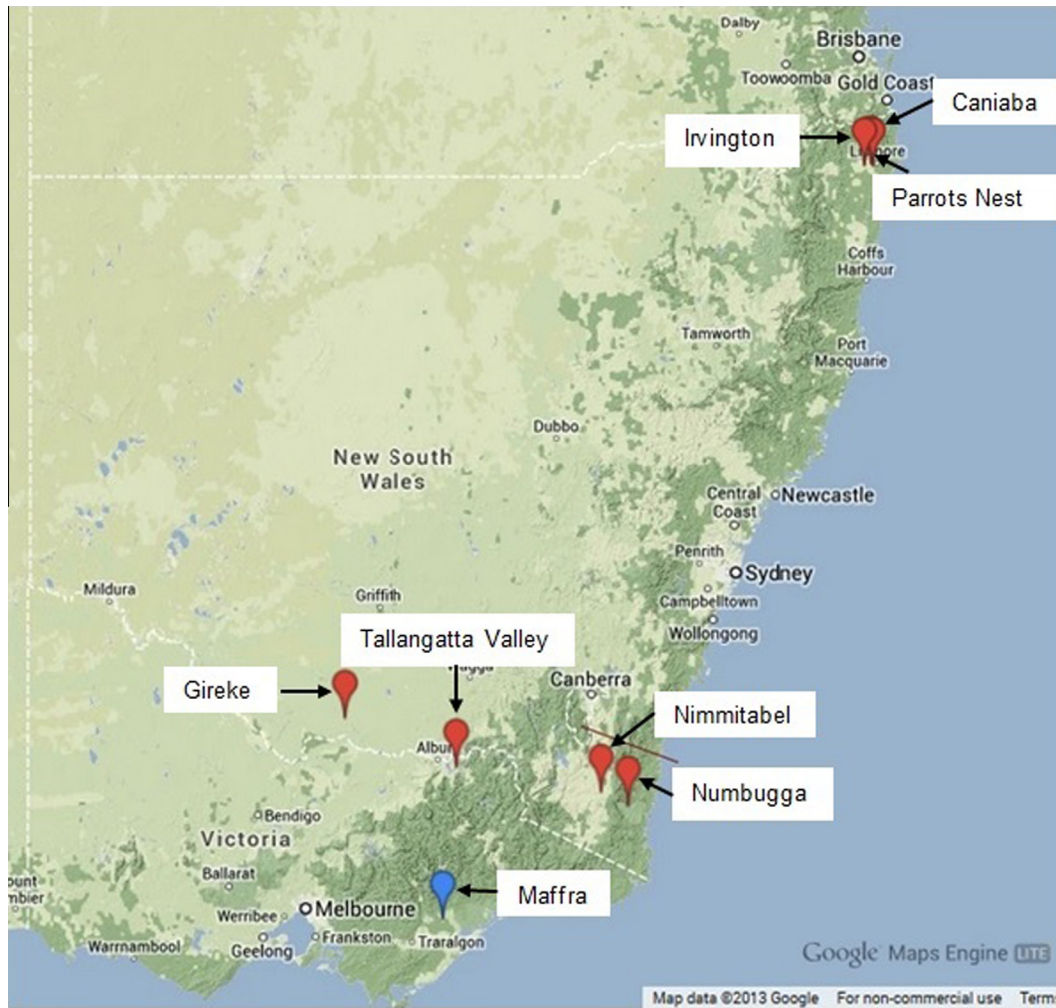 Dalby
Brisbane
Toowoomba
Gold Coast
Caniaba
Irvington
Parrots Nest
Coffs
Harbour
Tamworth
Port
Macquarie
Dubbo
New South
Wales
Central
Coast
Newcastle
Penrith
Sydney
Mildura
Griffith
Campbelltown
Wollongong
Tallangatta Valley
Canberra
Gireke
Nimmitabel
Numbugga
Bendigo
Victoria
Ballarat
Maffra
Melbourne
Werribee
Geelong
Frankston
Traralgon
Warrnambool
Google Maps Engine LITE
Map data ©2013 Google For non-commercial use